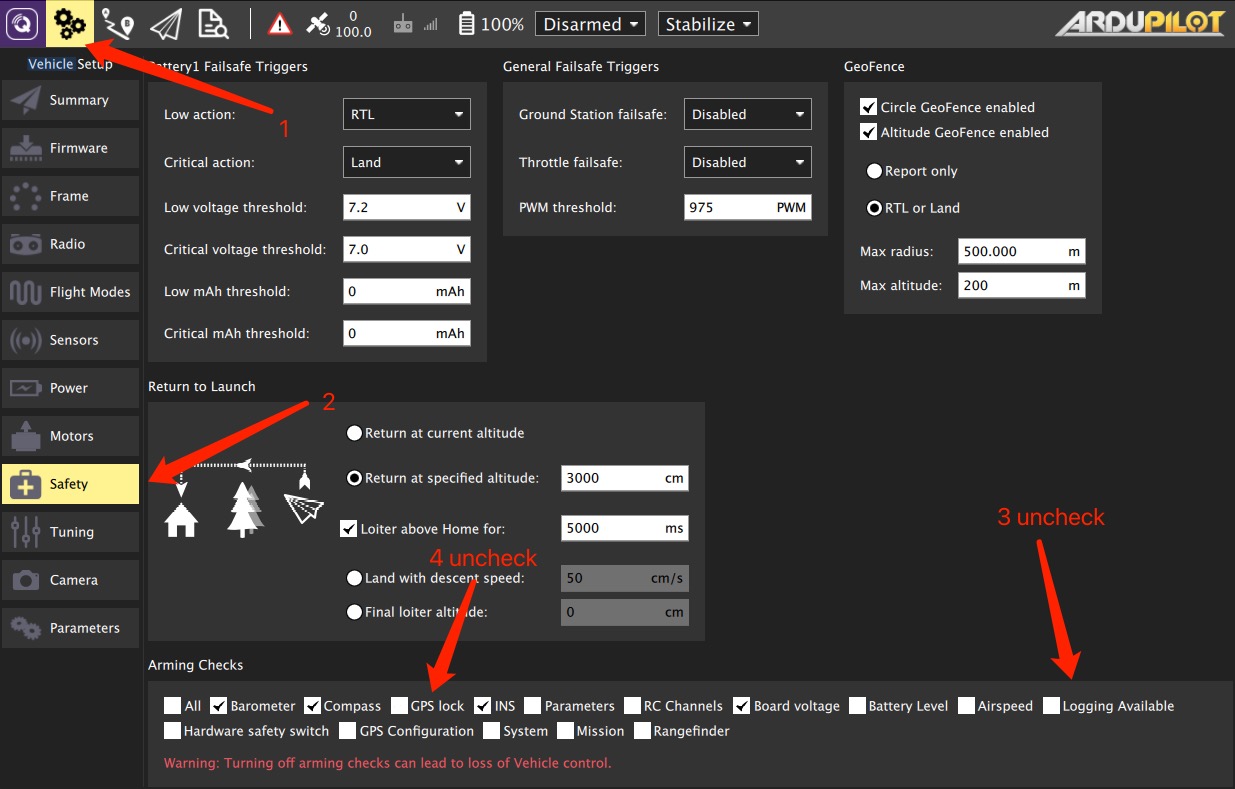 0
100.0
100%
Disarmed
Stabilize
ARDUPILOT
Vehicle Setup
Summary
Firmware
Frame
Radio
Flight Modes
Sensors
Power
Motors
Safety
Tuning
Camera
Parameters
1
Battery1 Failsafe Triggers
Low action: RTL
Critical action: Land
Low voltage threshold: 7.2 V
Critical voltage threshold: 7.0 V
Low mAh threshold: 0 mAh
Critical mAh threshold: 0 mAh
General Failsafe Triggers
Ground Station failsafe: Disabled
Throttle failsafe: Disabled
PWM threshold: 975 PWM
GeoFence
Circle GeoFence enabled
Altitude GeoFence enabled
Report only
RTL or Land
Max radius: 500.000 m
Max altitude: 200 m
Return to Launch
2
Return at current altitude
Return at specified altitude: 3000 cm
Loiter above Home for: 5000 ms
4 uncheck
Land with descent speed: 50 cm/s
Final loiter altitude: 0 cm
3 uncheck
Arming Checks
All Barometer Compass GPS lock INS Parameters RC Channels Board voltage Battery Level Airspeed Logging Available
Hardware safety switch GPS Configuration System Mission Rangefinder
Warning: Turning off arming checks can lead to loss of Vehicle control.